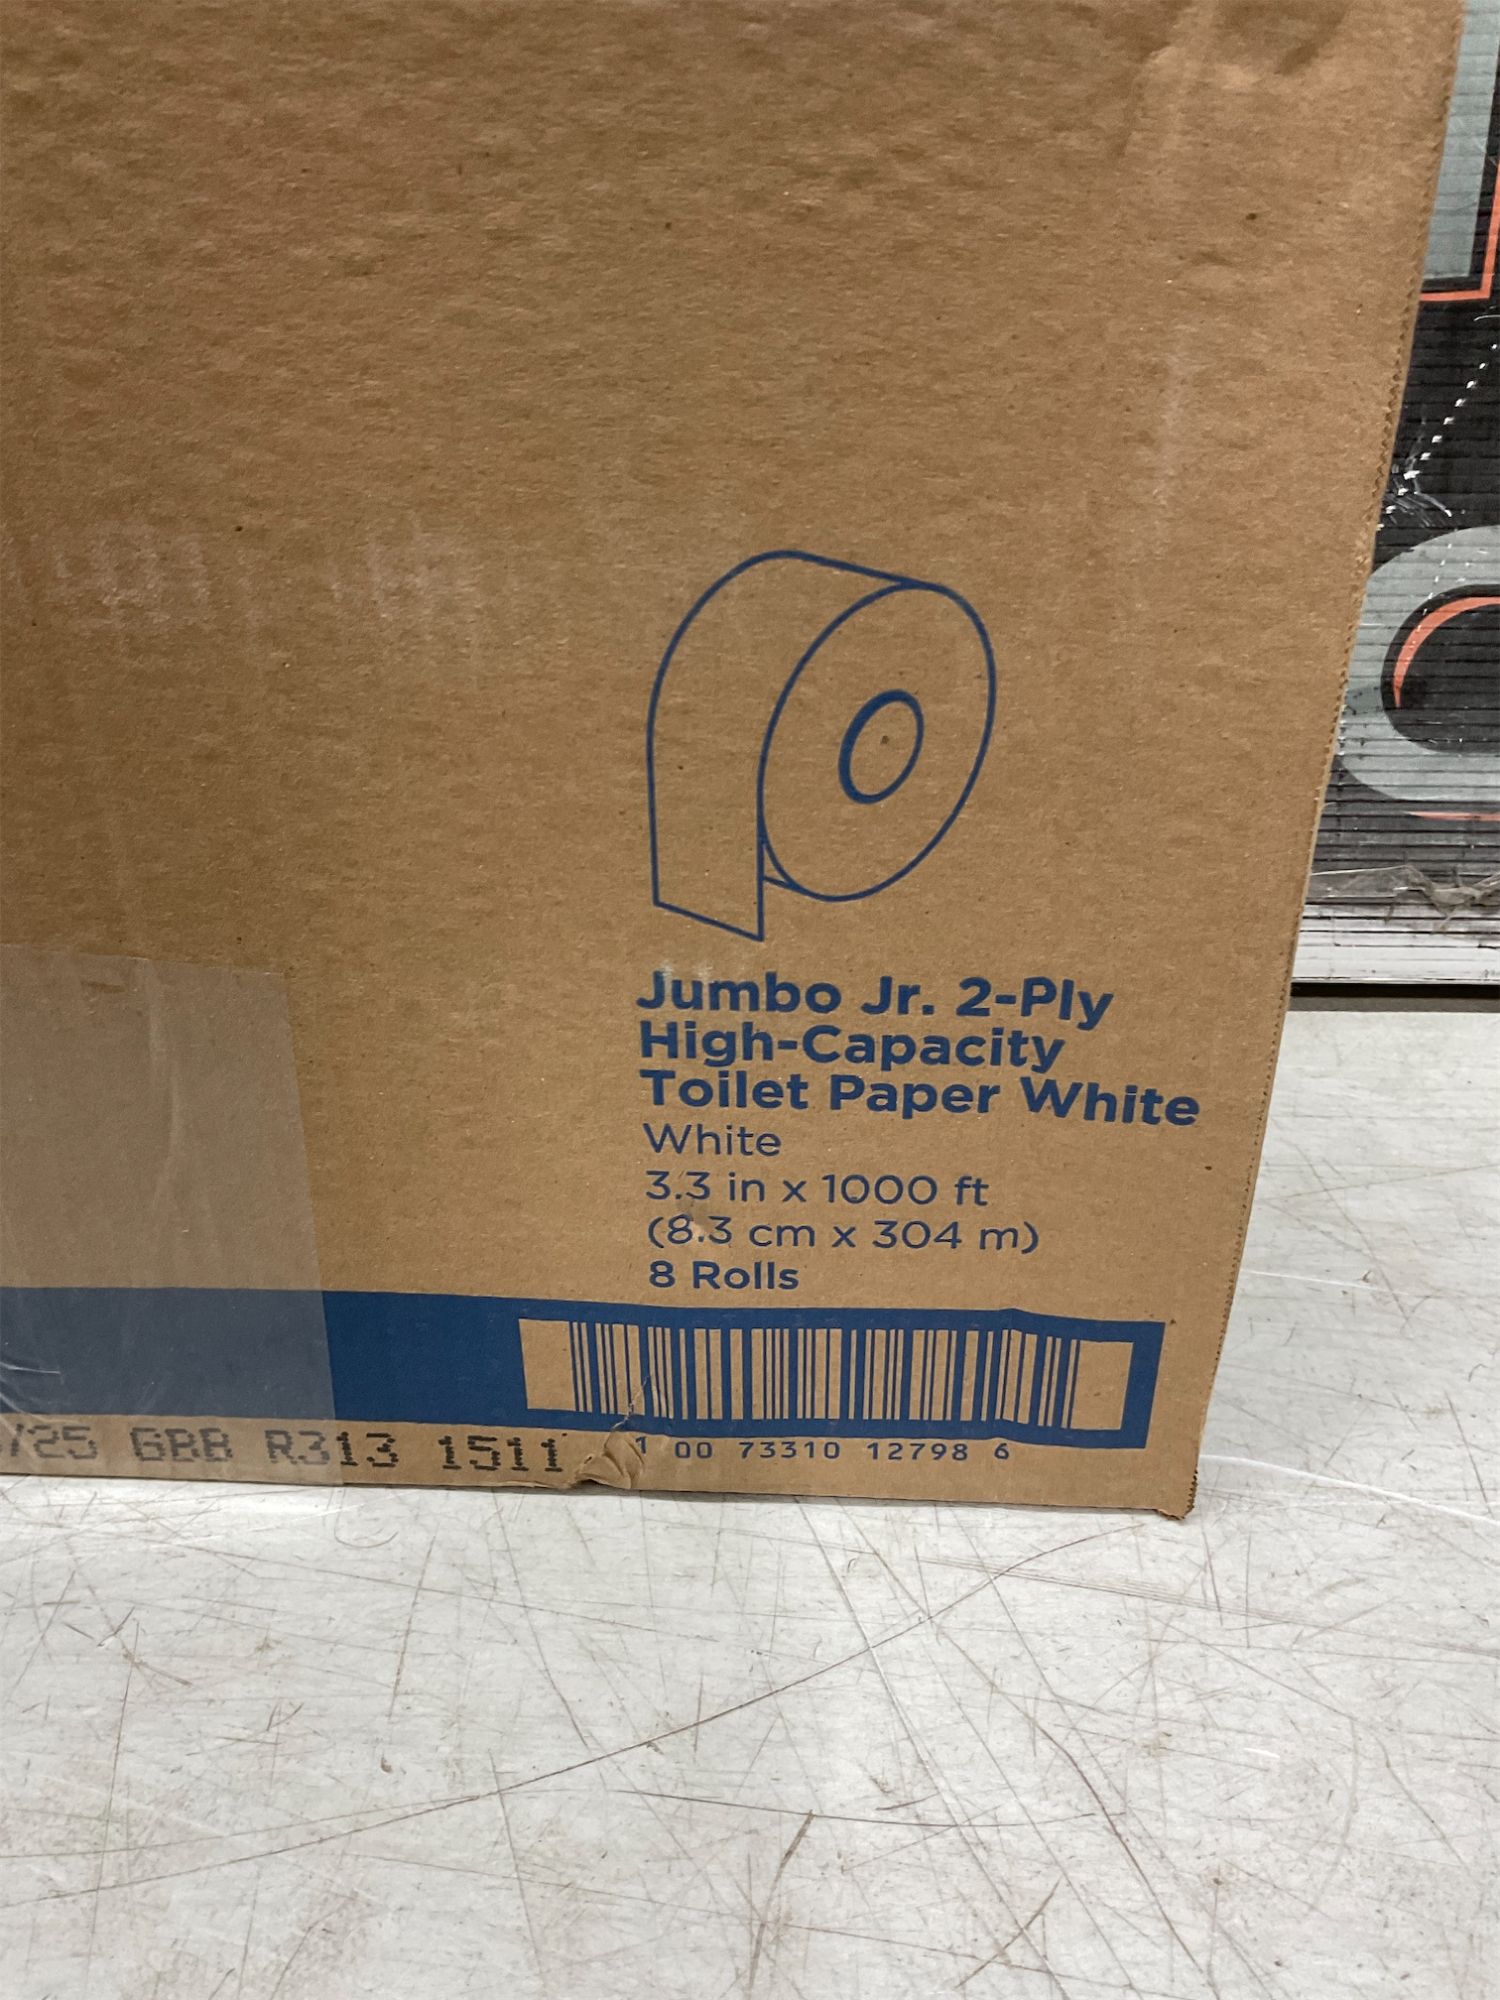 Jumbo Jr. 2-Ply
High-Capacity
Toilet Paper White
White
3.3 in x 1000 ft
(8.3 cm x 304 m)
8 Rolls
1 00 73310 12798 6
/25 GBB R313